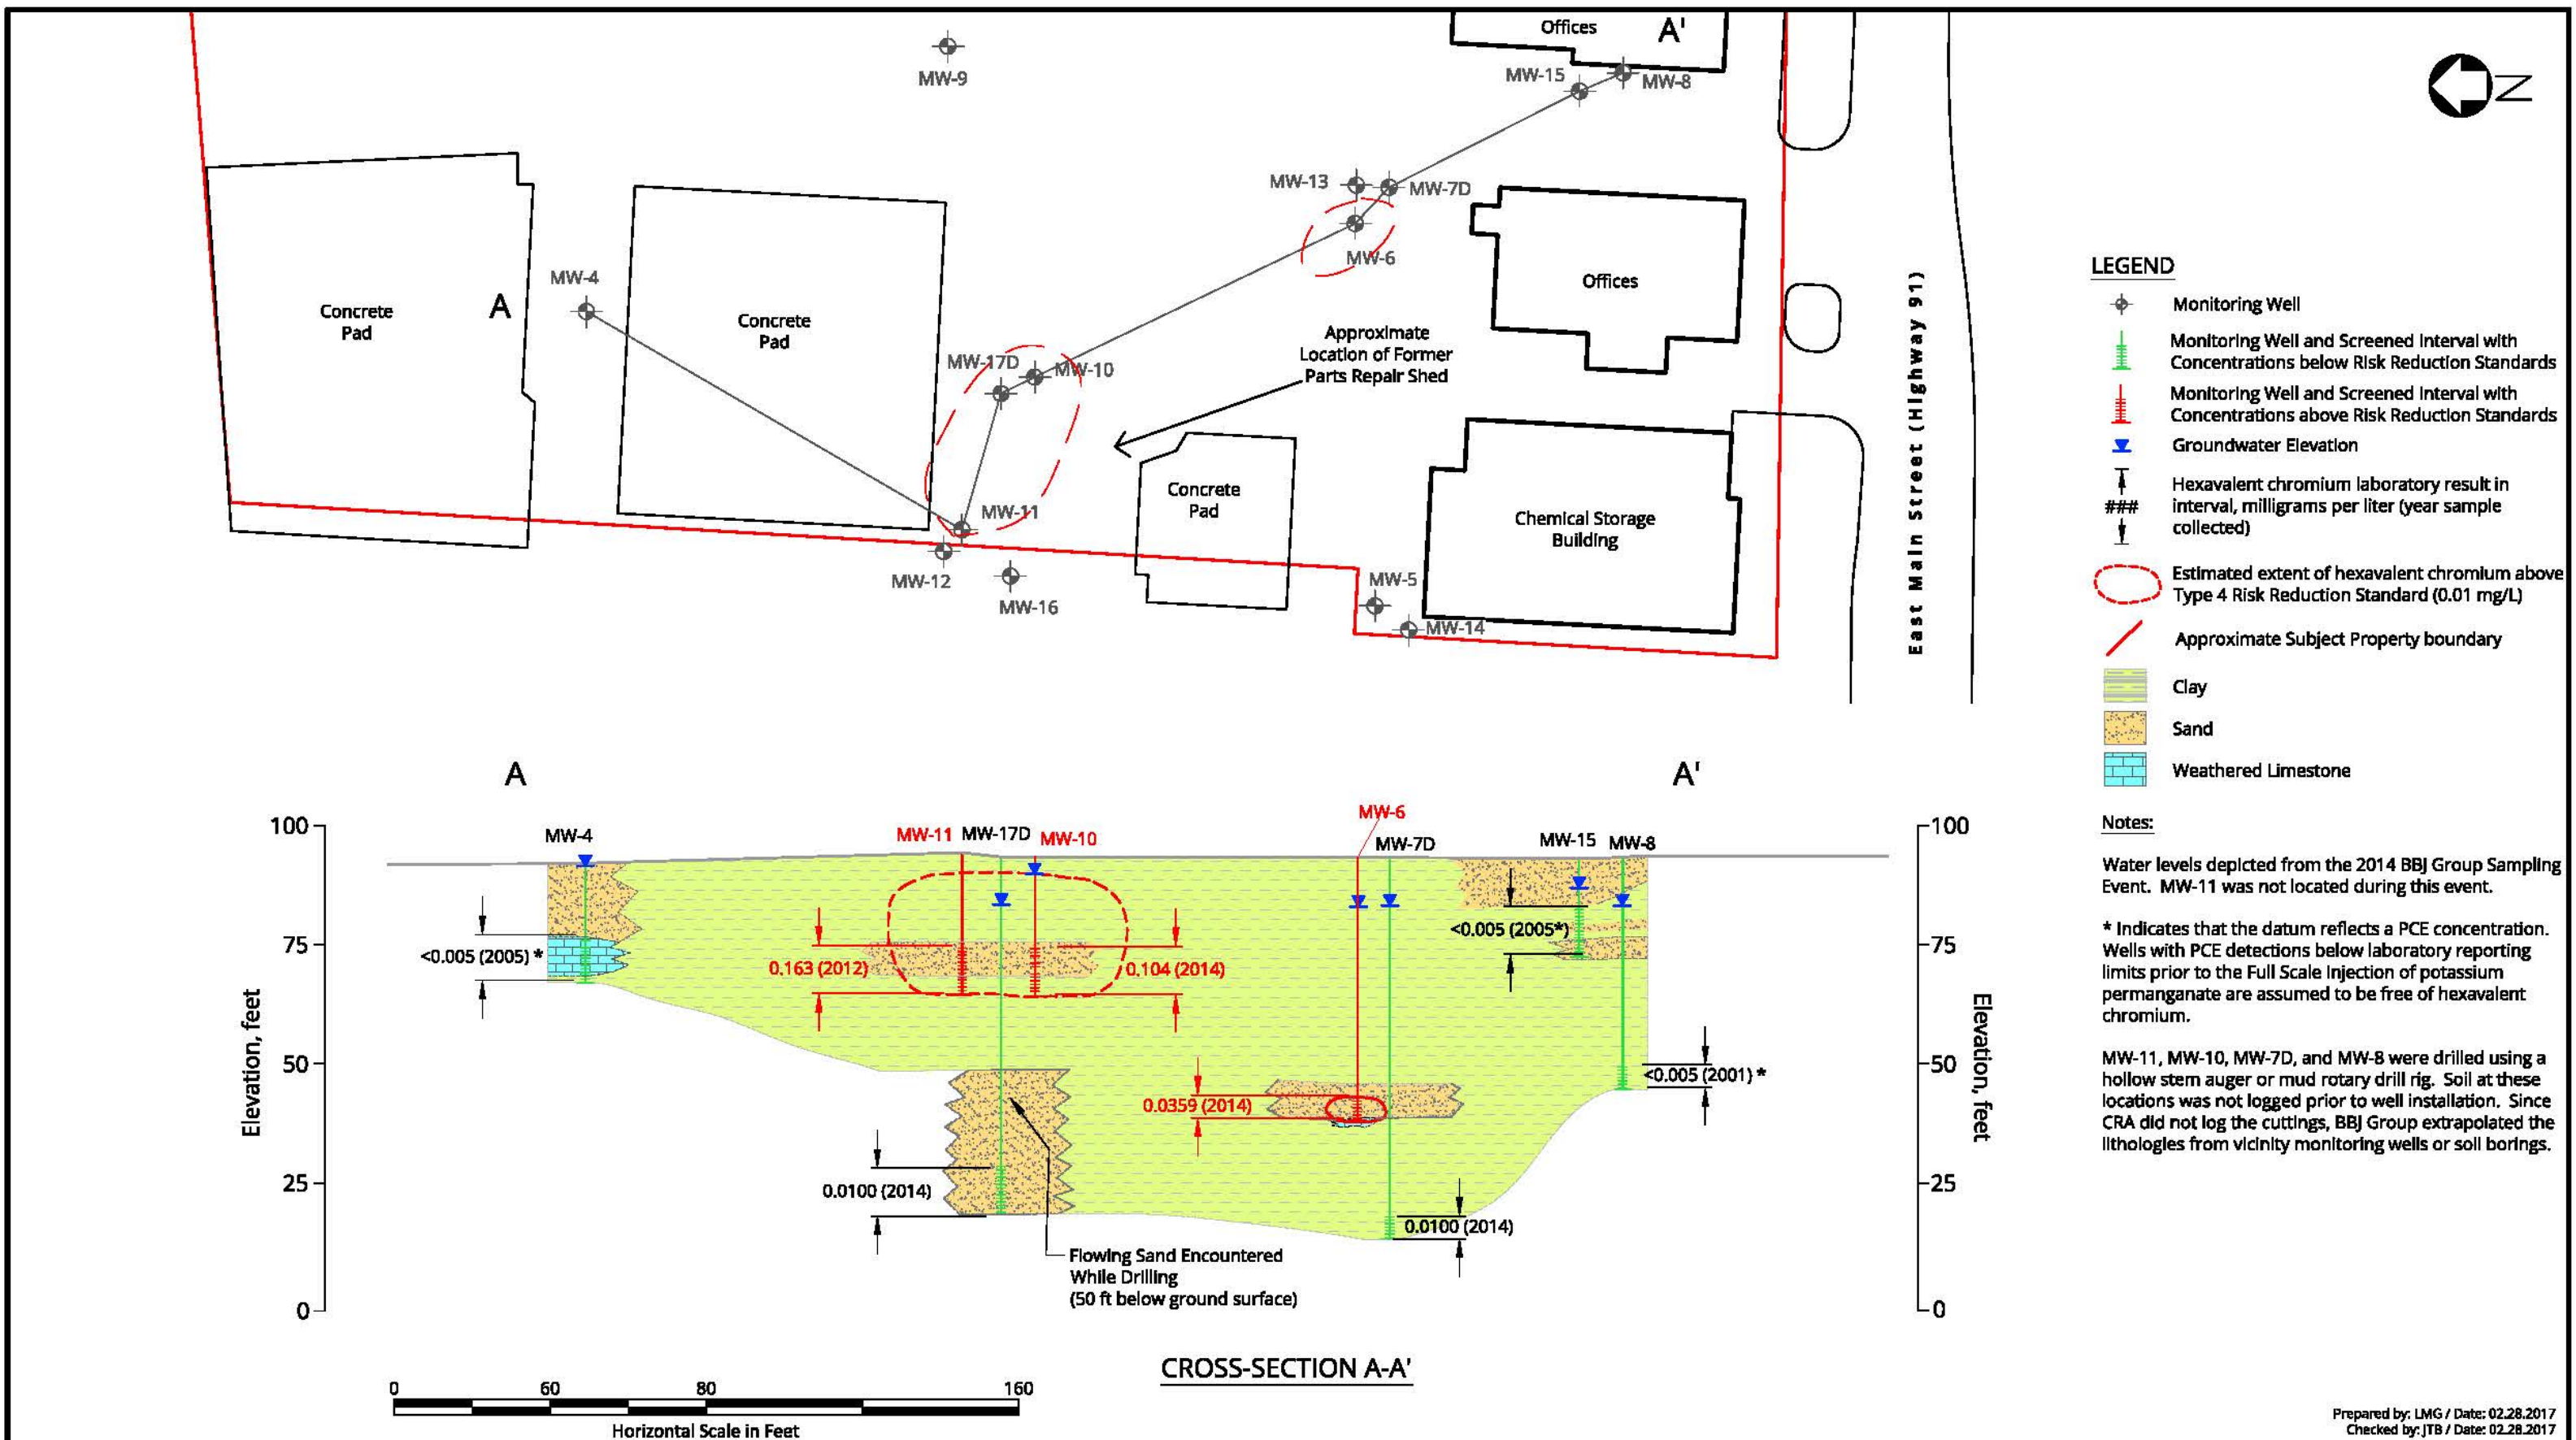 Offices
A'
MW-9
MW-15
MW-8
N
MW-13
MW-7D
MW-6
MW-4
A
Concrete
Pad
Concrete
Pad
Offices
Approximate
Location of Former
Parts Repair Shed
MW-17D
MW-10
MW-11
Concrete
Pad
Chemical Storage
Building
MW-12
MW-16
MW-5
MW-14
East Main Street (Highway 91)
LEGEND
Monitoring Well
Monitoring Well and Screened Interval with
Concentrations below Risk Reduction Standards
Monitoring Well and Screened Interval with
Concentrations above Risk Reduction Standards
Groundwater Elevation
###
Hexavalent chromium laboratory result in
interval, milligrams per liter (year sample
collected)
Estimated extent of hexavalent chromium above
Type 4 Risk Reduction Standard (0.01 mg/L)
Approximate Subject Property boundary
Clay
Sand
Weathered Limestone
Notes:
Water levels depicted from the 2014 BBJ Group Sampling
Event. MW-11 was not located during this event.
* Indicates that the datum reflects a PCE concentration.
Wells with PCE detections below laboratory reporting
limits prior to the Full Scale Injection of potassium
permanganate are assumed to be free of hexavalent
chromium.
MW-11, MW-10, MW-7D, and MW-8 were drilled using a
hollow stem auger or mud rotary drill rig. Soil at these
locations was not logged prior to well installation. Since
CRA did not log the cuttings, BBJ Group extrapolated the
lithologies from vicinity monitoring wells or soil borings.
A
A'
100
75
50
25
0
Elevation, feet
MW-4
MW-11
MW-17D
MW-10
MW-6
MW-7D
MW-15
MW-8
<0.005 (2005) *
0.163 (2012)
0.104 (2014)
<0.005 (2005*)
<0.005 (2001) *
0.0359 (2014)
0.0100 (2014)
0.0100 (2014)
Flowing Sand Encountered
While Drilling
(50 ft below ground surface)
100
75
50
25
0
Elevation, feet
CROSS-SECTION A-A'
0 60 80 160
Horizontal Scale in Feet
Prepared by: LMG / Date: 02.28.2017
Checked by: JTB / Date: 02.28.2017